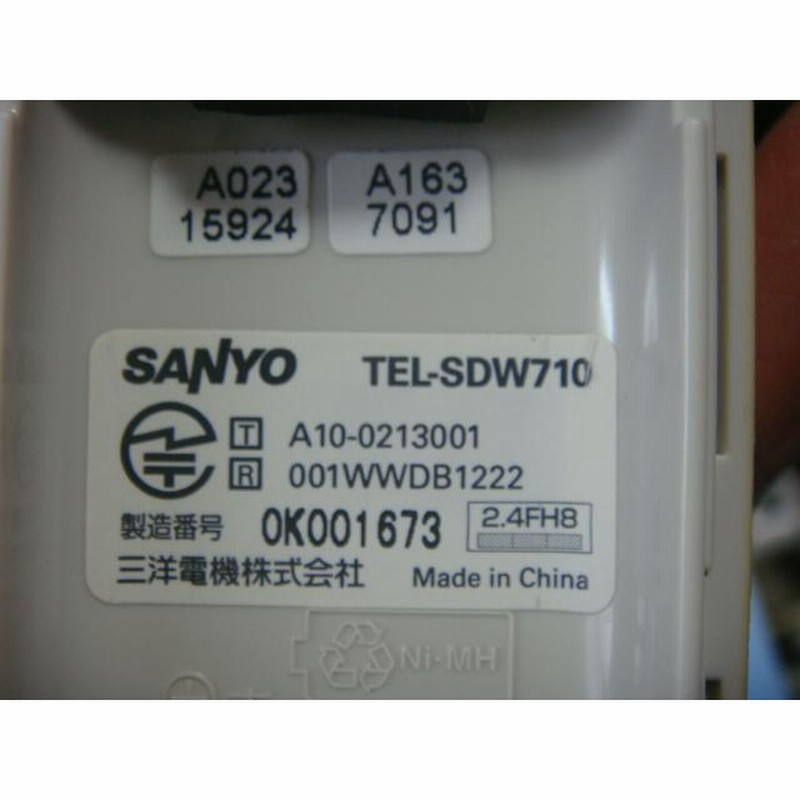 A023
15924
A163
7091
SANYO TEL-SDW710
T A10-0213001
R 001WWDB1222
製造番号 0K001673 2.4FH8
三洋電機株式会社 Made in China
Ni-MH